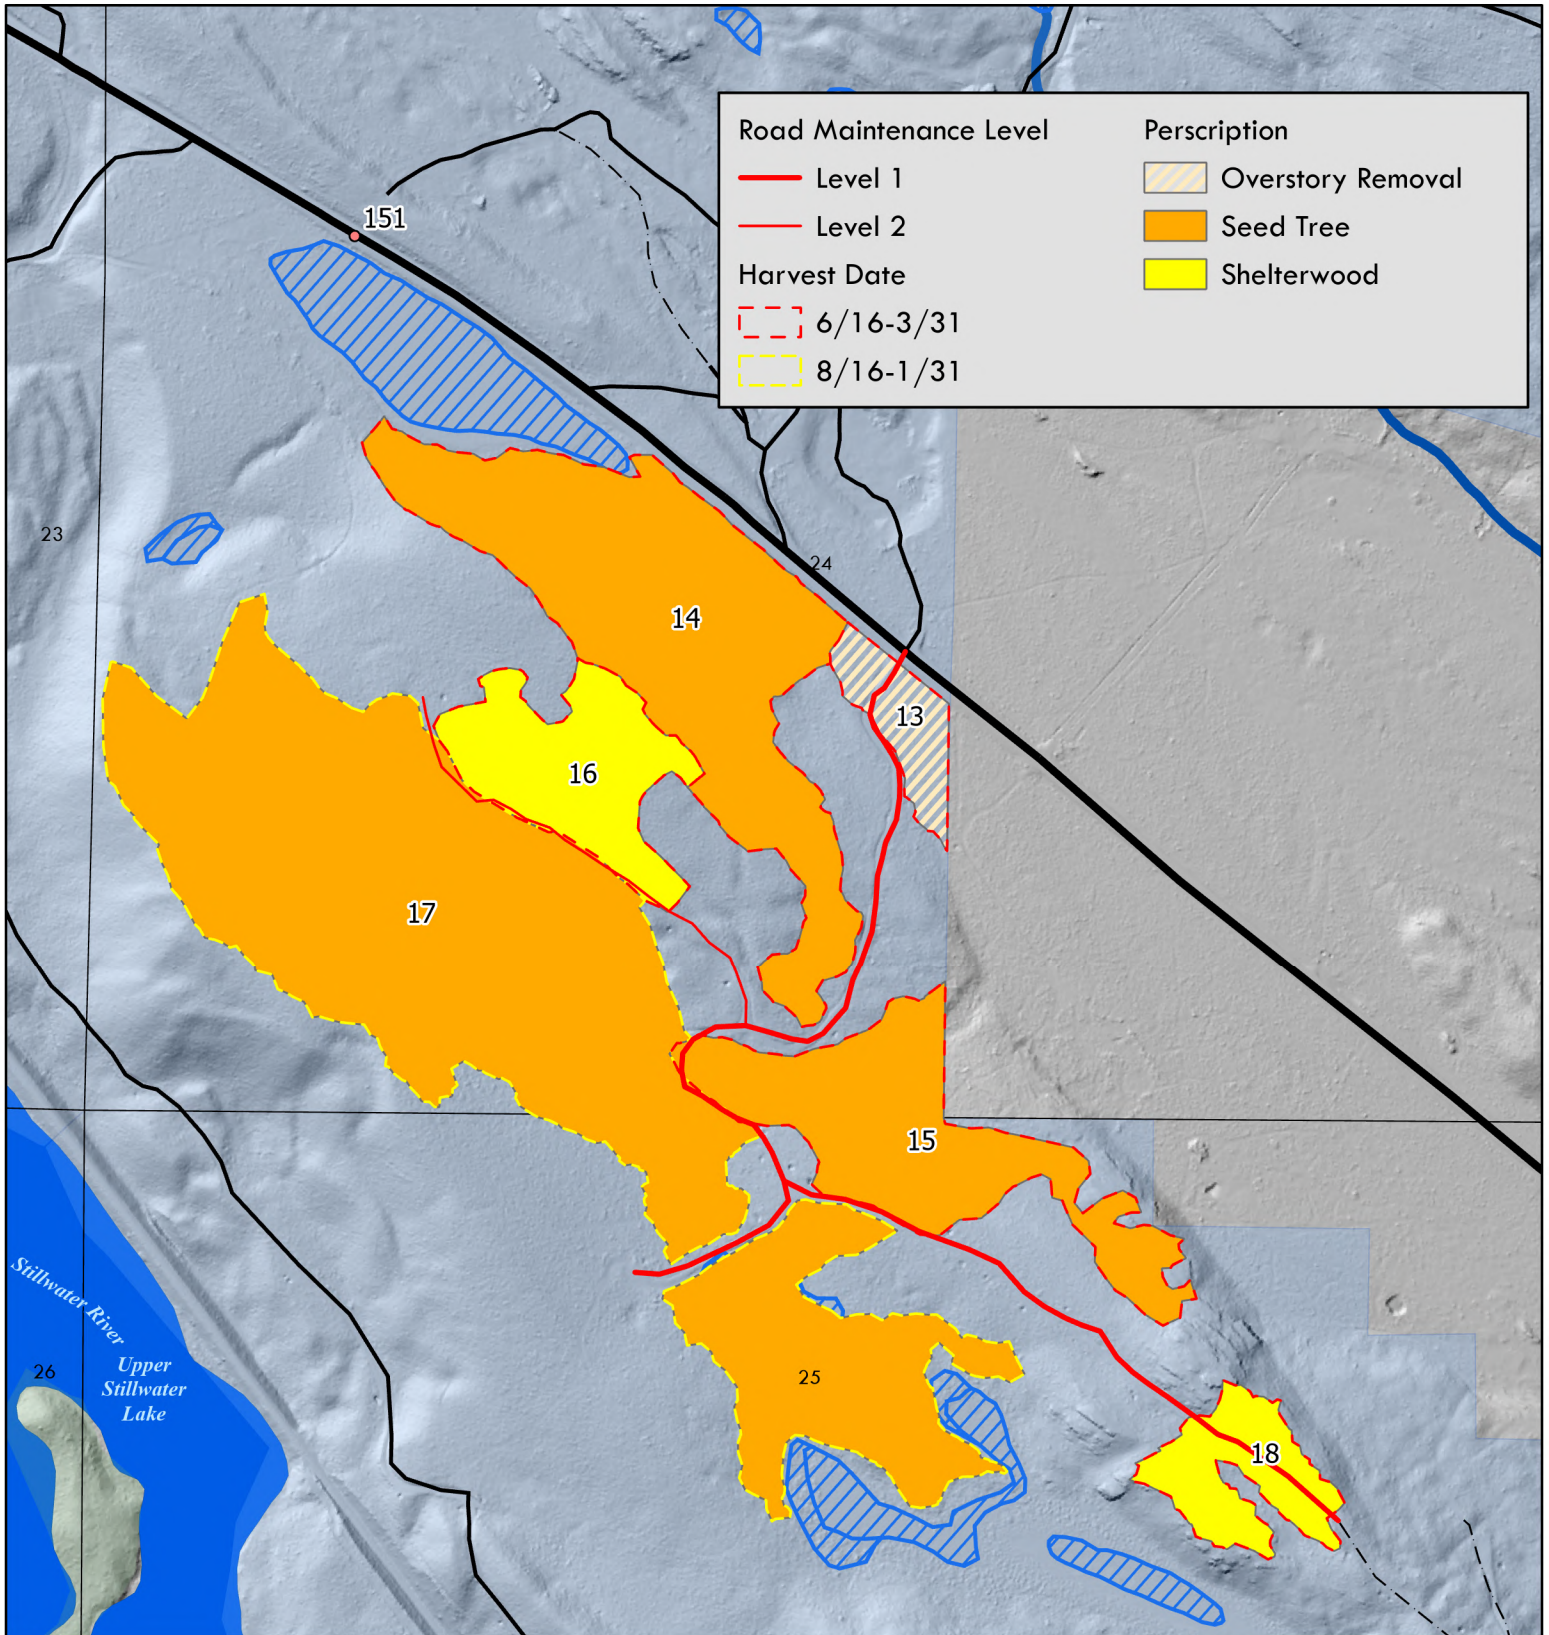 Road Maintenance Level
Level 1
Level 2
Harvest Date
6/16-3/31
8/16-1/31
Perscription
Overstory Removal
Seed Tree
Shelterwood
151
23
24
14
13
16
17
15
Stillwater River
Upper
Stillwater
Lake
26
25
18